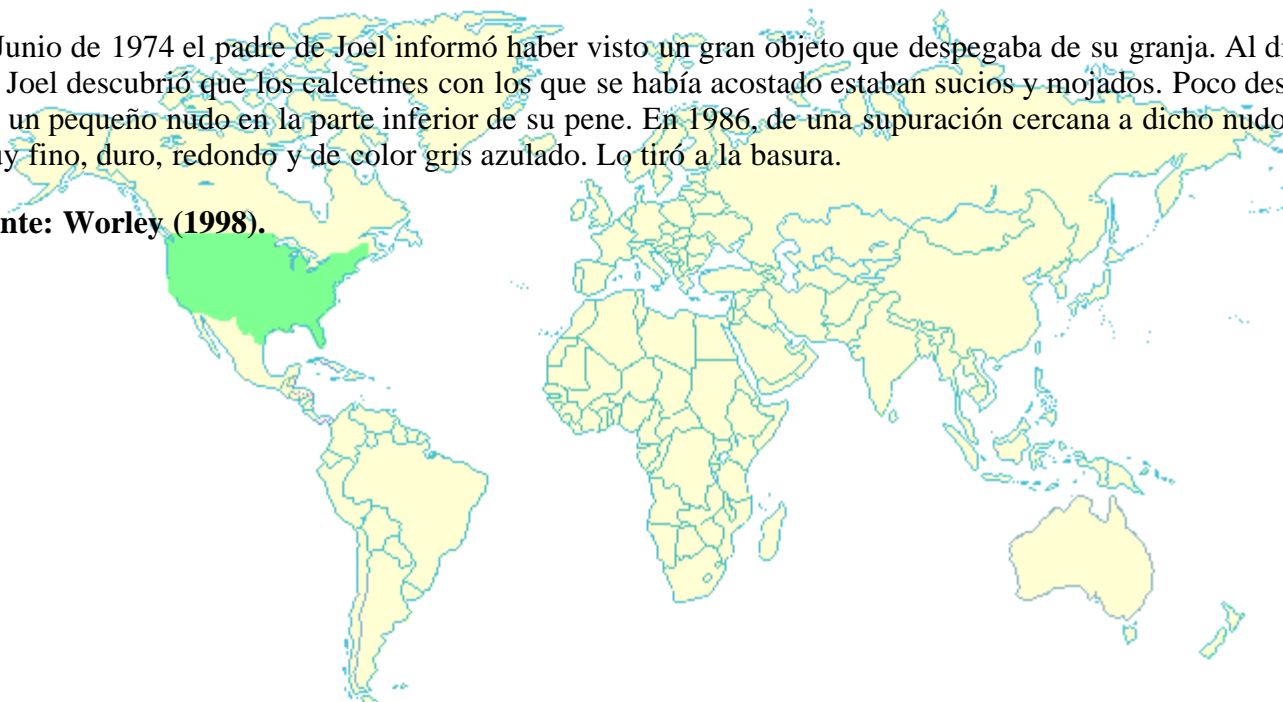 Junio de 1974 el padre de Joel informó haber visto un gran objeto que despegaba de su granja. Al
Joel descubrió que los calcetines con los que se había acostado estaban sucios y mojados. Poco
un pequeño nudo en la parte inferior de su pene. En 1986, de una supuración cercana a dicho nudo
fino, duro, redondo y de color gris azulado. Lo tiró a la basura.
Worley (1998).